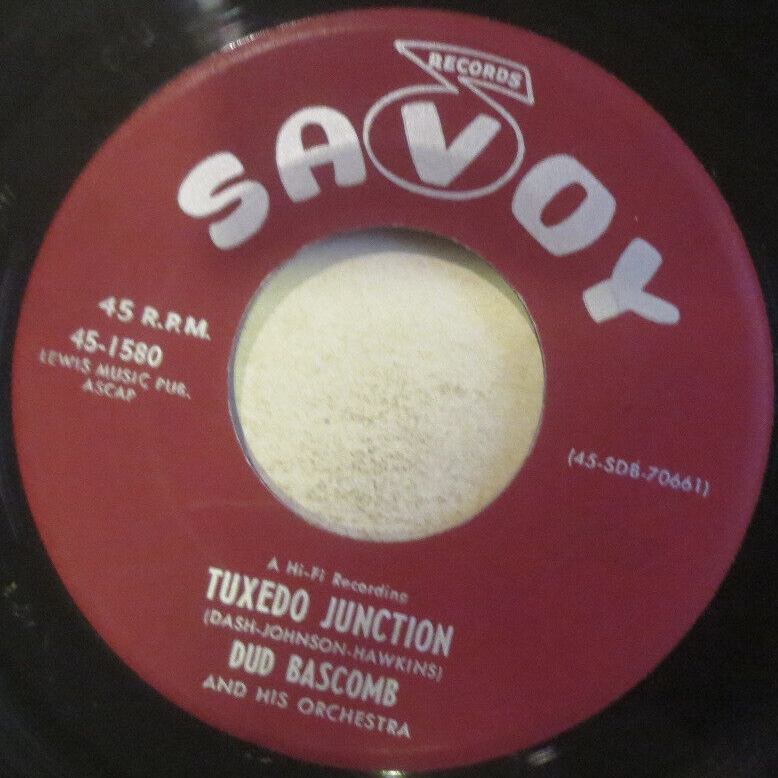 RECORDS
SAVOY
45 R.P.M.
45-1580
LEWIS MUSIC PUB.
ASCAP
(45-SDB-70661)
A Hi-Fi Recording
TUXEDO JUNCTION
(DASH-JOHNSON-HAWKINS)
DUD BASCOMB
AND HIS ORCHESTRA